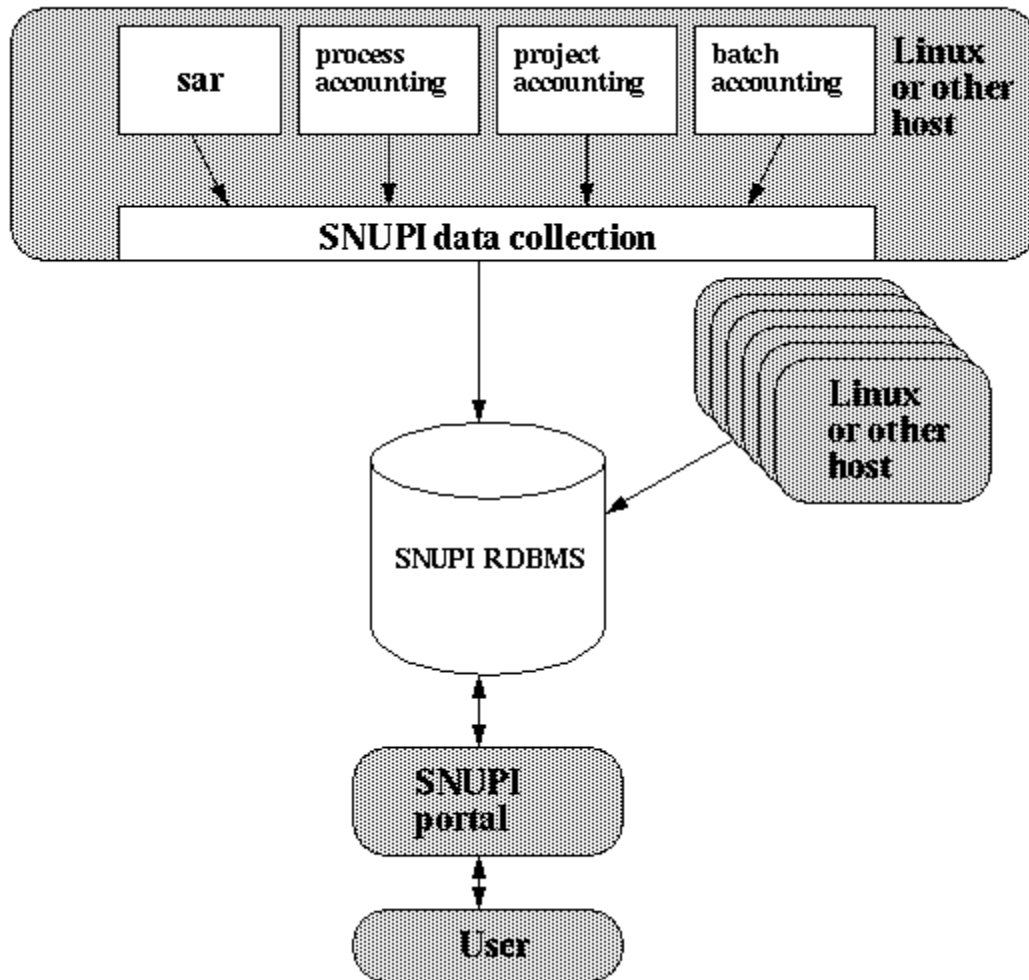 sar
process
accounting
project
accounting
batch
accounting
Linux
or other
host
SNUPI data collection
Linux
or other
host
SNUPI RDBMS
SNUPI
portal
User